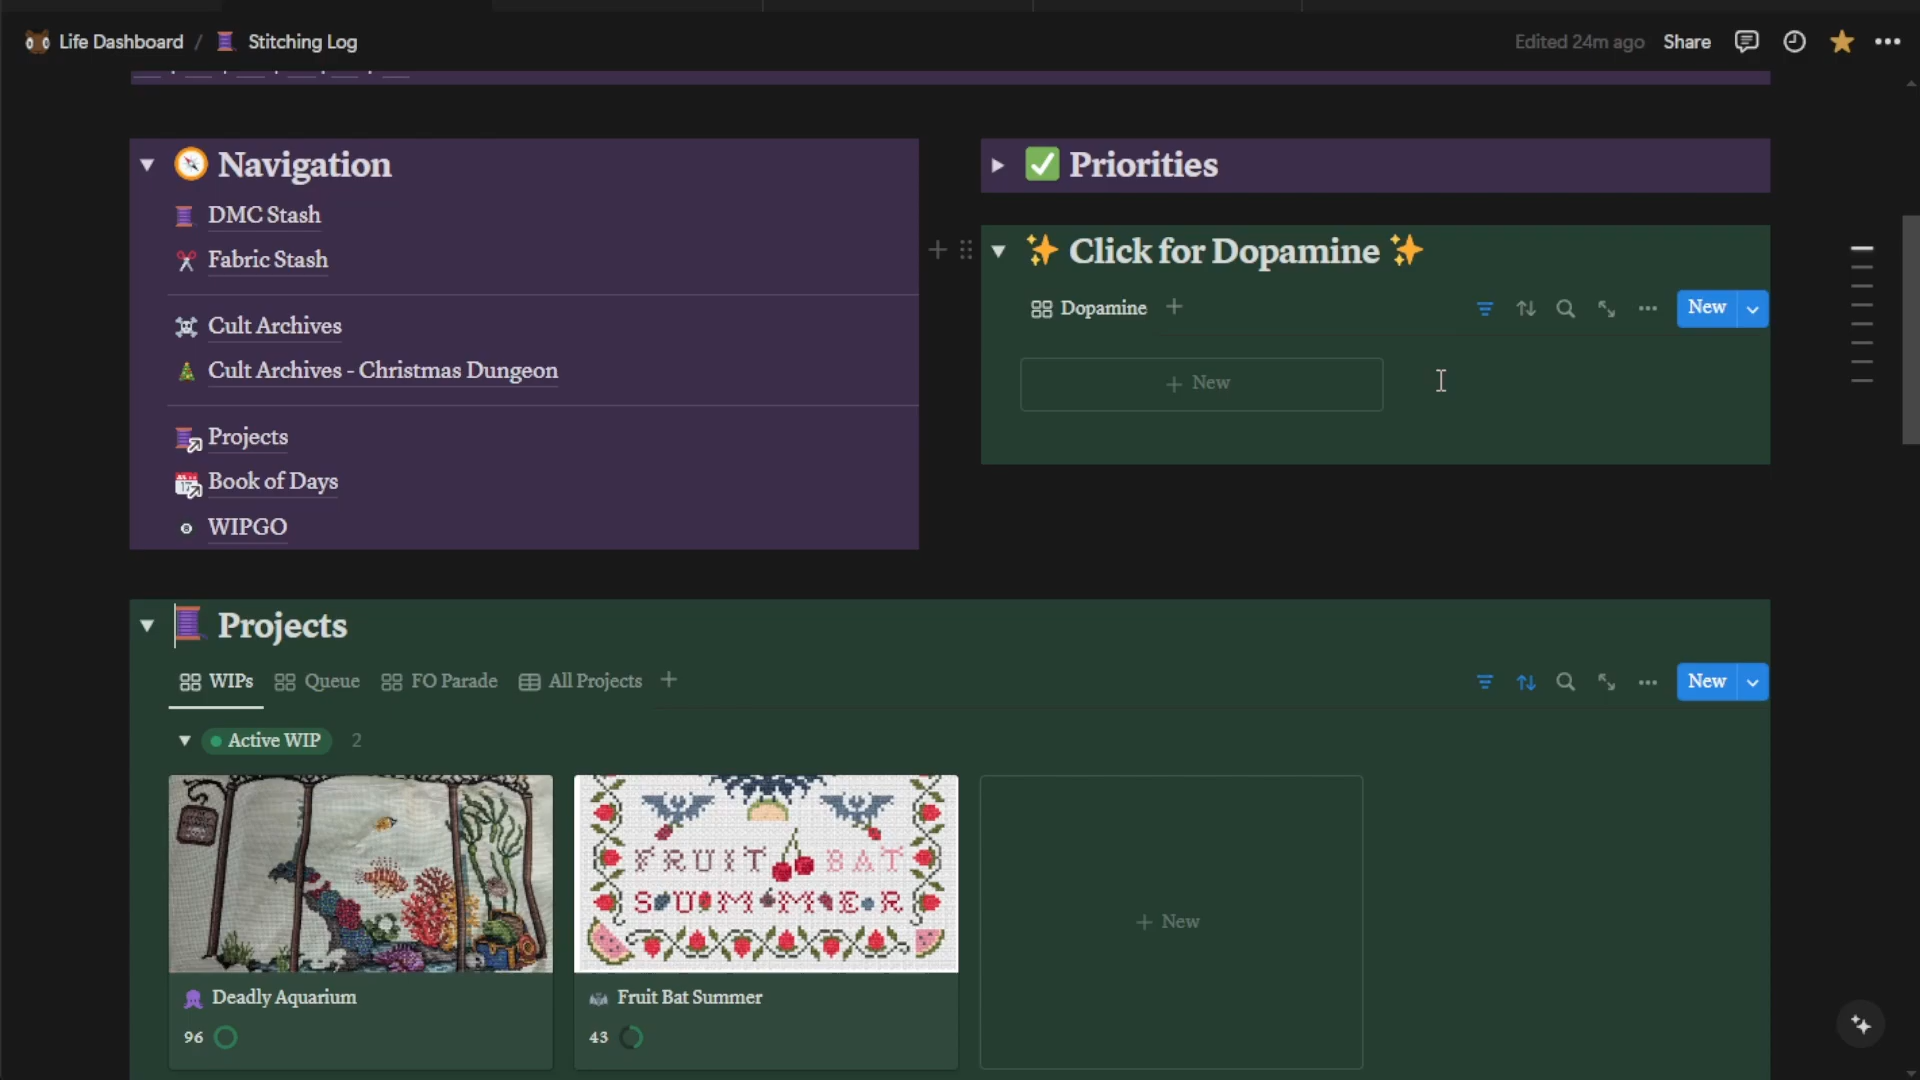 Life Dashboard / Stitching Log
Edited 24m ago Share
Navigation
DMC Stash
Fabric Stash
Cult Archives
Cult Archives - Christmas Dungeon
Projects
Book of Days
WIPGO
Priorities
Click for Dopamine
Dopamine
New
+ New
Projects
WIPs Queue FO Parade All Projects
New
Active WIP 2
FRUIT BAT
SUMMER
+ New
Deadly Aquarium
96
Fruit Bat Summer
43